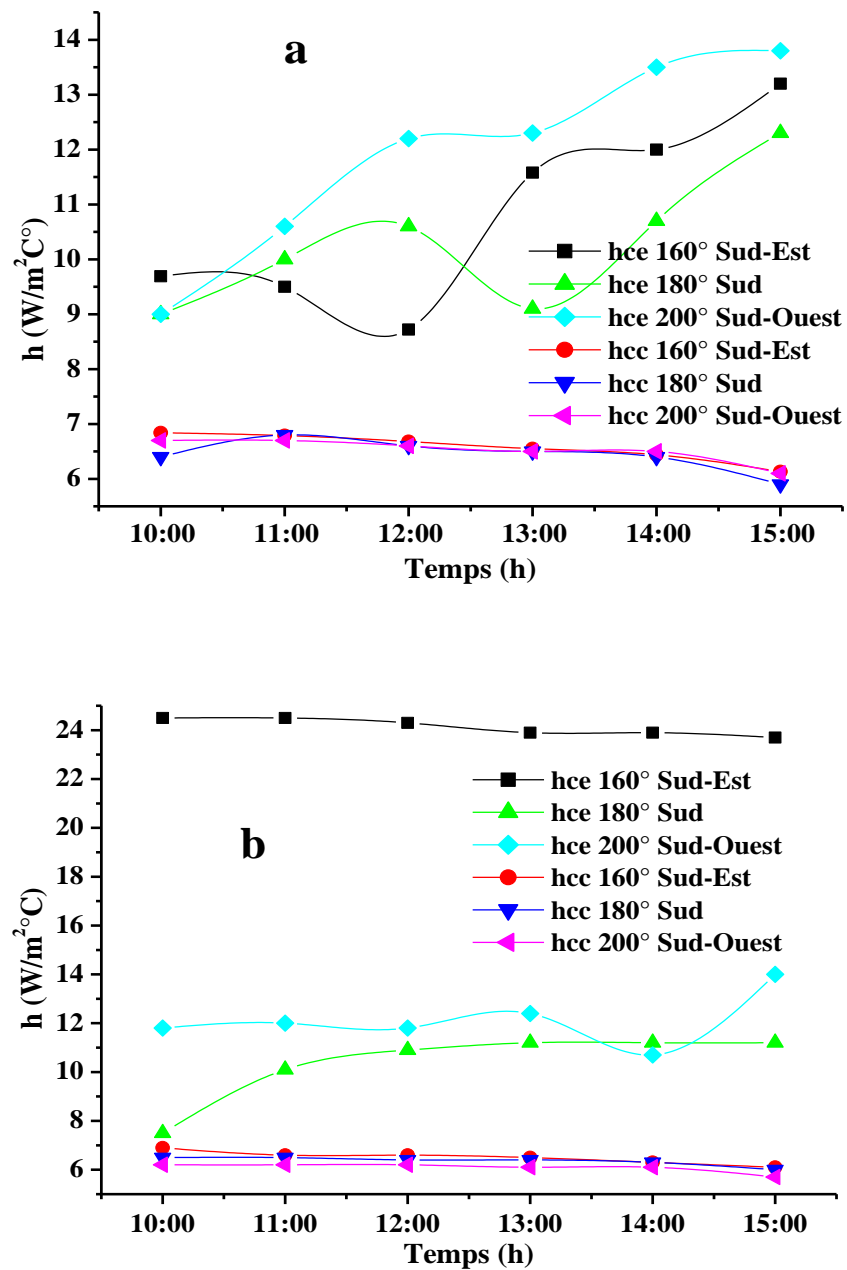 a
h (W/m²C°)
14
13
12
11
10
9
8
7
6
hce 160° Sud-Est
hce 180° Sud
hce 200° Sud-Ouest
hcc 160° Sud-Est
hcc 180° Sud
hcc 200° Sud-Ouest
10:00 11:00 12:00 13:00 14:00 15:00
Temps (h)
b
h (W/m²°C)
24
22
20
18
16
14
12
10
8
6
hce 160° Sud-Est
hce 180° Sud
hce 200° Sud-Ouest
hcc 160° Sud-Est
hcc 180° Sud
hcc 200° Sud-Ouest
10:00 11:00 12:00 13:00 14:00 15:00
Temps (h)